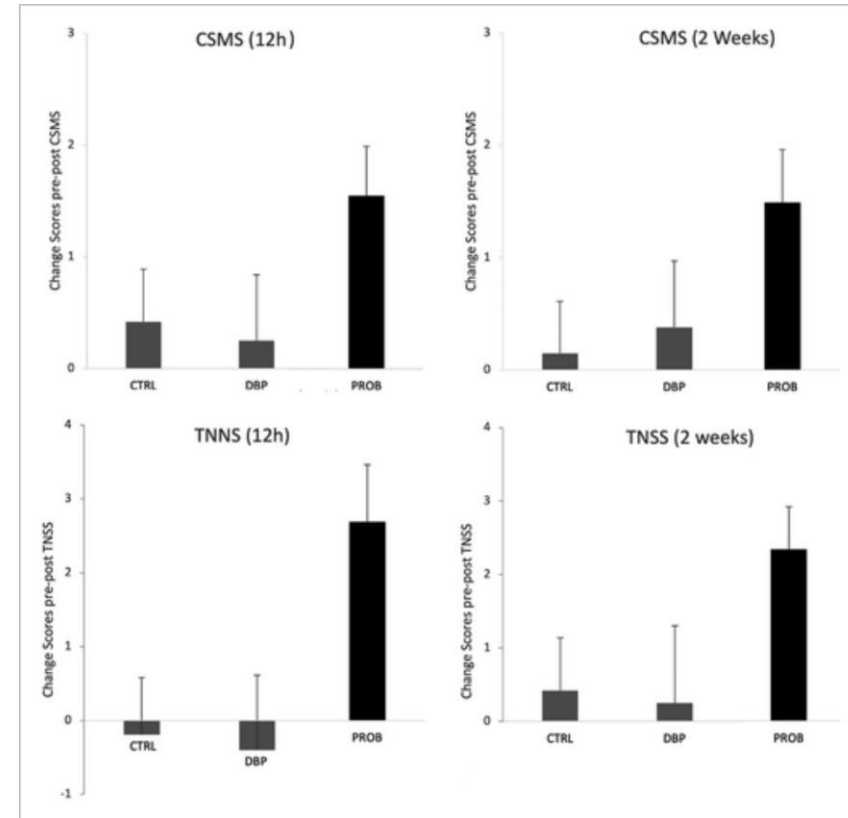 CSMS (12h)
Change Scores pre-post CSMS
3
2
1
0
CTRL DBP PROB
CSMS (2 Weeks)
Change Scores pre-post CSMS
3
2
1
0
CTRL DBP PROB
TNNS (12h)
Change Scores pre-post TNSS
4
3
2
1
0
-1
CTRL DBP PROB
TNSS (2 weeks)
Change Scores pre-post TNSS
4
3
2
1
0
CTRL DBP PROB